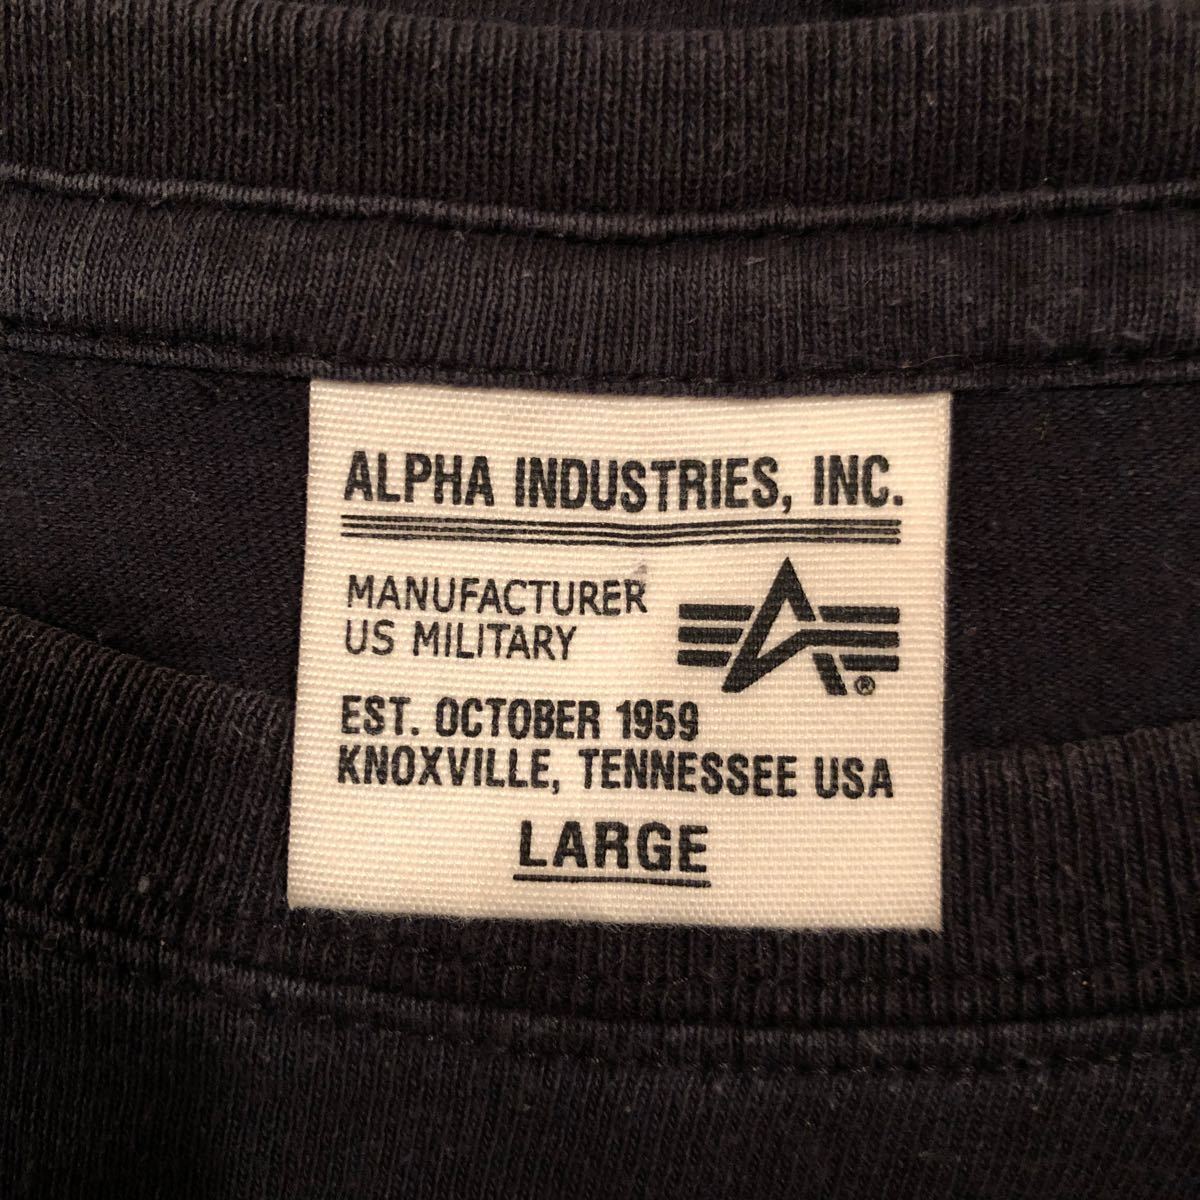 ALPHA INDUSTRIES, INC.
MANUFACTURER
US MILITARY
®
EST. OCTOBER 1959
KNOXVILLE, TENNESSEE USA
LARGE